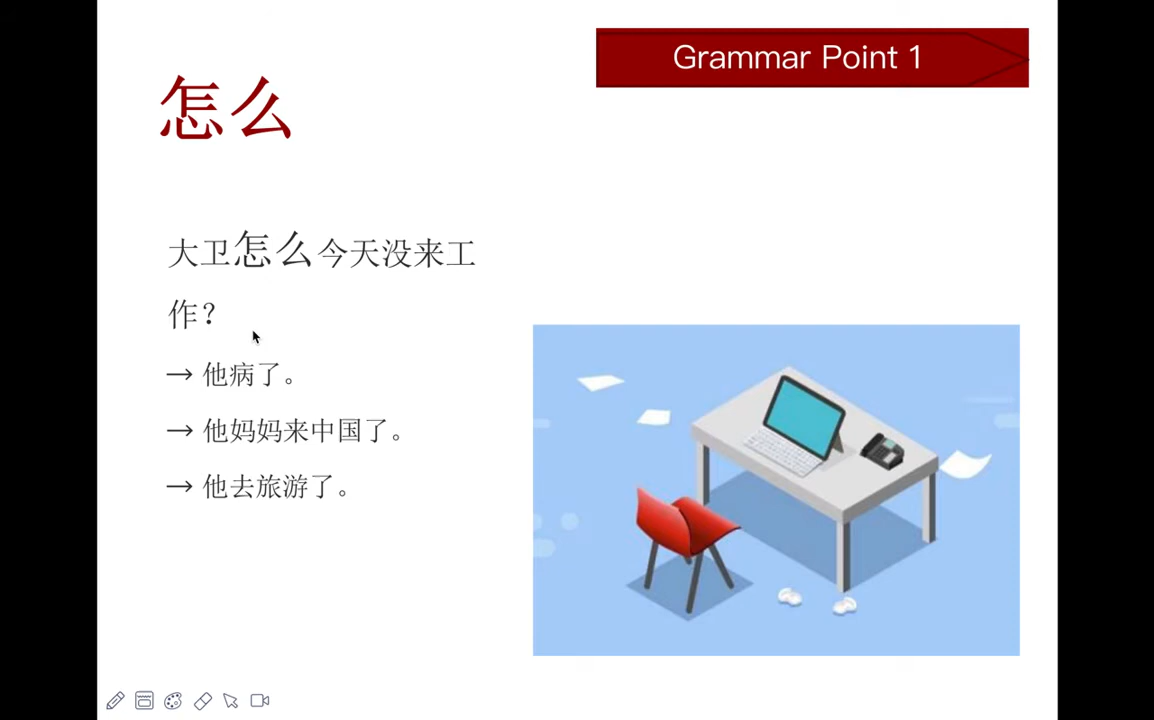 Grammar Point 1
怎么
大卫怎么今天没来工
作？
→ 他病了。
→ 他妈妈来中国了。
→ 他去旅游了。